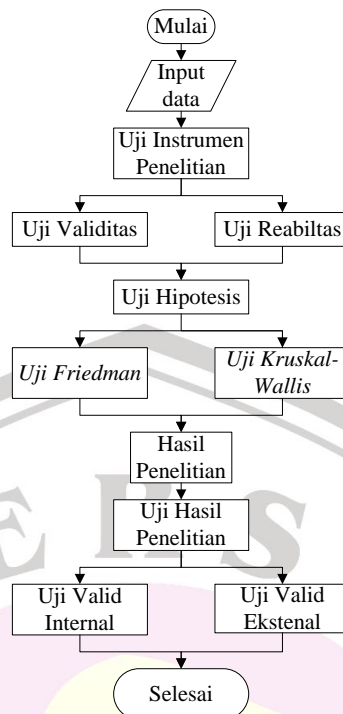 Mulai
Input
data
Uji Instrumen
Penelitian
Uji Validitas
Uji Reabiltas
Uji Hipotesis
Uji Friedman
Uji Kruskal-
Wallis
Hasil
Penelitian
Uji Hasil
Penelitian
Uji Valid
Internal
Uji Valid
Ekstenal
Selesai
E R S